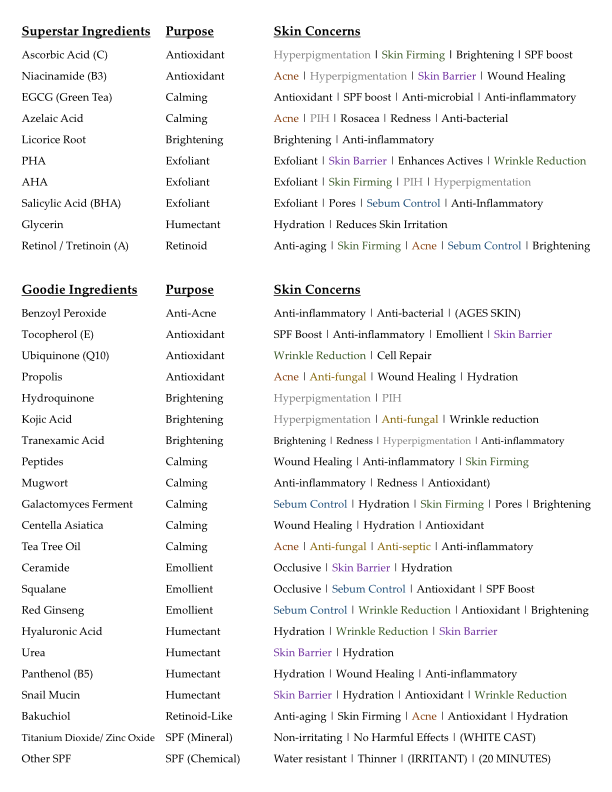 Superstar Ingredients Purpose Skin Concerns
Ascorbic Acid (C) Antioxidant Hyperpigmentation | Skin Firming | Brightening | SPF boost
Niacinamide (B3) Antioxidant Acne | Hyperpigmentation | Skin Barrier | Wound Healing
EGCG (Green Tea) Calming Antioxidant | SPF boost | Anti-microbial | Anti-inflammatory
Azelaic Acid Calming Acne | PIH | Rosacea | Redness | Anti-bacterial
Licorice Root Brightening Brightening | Anti-inflammatory
PHA Exfoliant Exfoliant | Skin Barrier | Enhances Actives | Wrinkle Reduction
AHA Exfoliant Exfoliant | Skin Firming | PIH | Hyperpigmentation
Salicylic Acid (BHA) Exfoliant Exfoliant | Pores | Sebum Control | Anti-Inflammatory
Glycerin Humectant Hydration | Reduces Skin Irritation
Retinol / Tretinoin (A) Retinoid Anti-aging | Skin Firming | Acne | Sebum Control | Brightening
Goodie Ingredients Purpose Skin Concerns
Benzoyl Peroxide Anti-Acne Anti-inflammatory | Anti-bacterial | (AGES SKIN)
Tocopherol (E) Antioxidant SPF Boost | Anti-inflammatory | Emollient | Skin Barrier
Ubiquinone (Q10) Antioxidant Wrinkle Reduction | Cell Repair
Propolis Antioxidant Acne | Anti-fungal | Wound Healing | Hydration
Hydroquinone Brightening Hyperpigmentation | PIH
Kojic Acid Brightening Hyperpigmentation | Anti-fungal | Wrinkle reduction
Tranexamic Acid Brightening Brightening | Redness | Hyperpigmentation | Anti-inflammatory
Peptides Calming Wound Healing | Anti-inflammatory | Skin Firming
Mugwort Calming Anti-inflammatory | Redness | Antioxidant)
Galactomyces Ferment Calming Sebum Control | Hydration | Skin Firming | Pores | Brightening
Centella Asiatica Calming Wound Healing | Hydration | Antioxidant
Tea Tree Oil Calming Acne | Anti-fungal | Anti-septic | Anti-inflammatory
Ceramide Emollient Occlusive | Skin Barrier | Hydration
Squalane Emollient Occlusive | Sebum Control | Antioxidant | SPF Boost
Red Ginseng Emollient Sebum Control | Wrinkle Reduction | Antioxidant | Brightening
Hyaluronic Acid Humectant Hydration | Wrinkle Reduction | Skin Barrier
Urea Humectant Skin Barrier | Hydration
Panthenol (B5) Humectant Hydration | Wound Healing | Anti-inflammatory
Snail Mucin Humectant Skin Barrier | Hydration | Antioxidant | Wrinkle Reduction
Bakuchiol Retinoid-Like Anti-aging | Skin Firming | Acne | Antioxidant | Hydration
Titanium Dioxide/ Zinc Oxide SPF (Mineral) Non-irritating | No Harmful Effects | (WHITE CAST)
Other SPF SPF (Chemical) Water resistant | Thinner | (IRRITANT) | (20 MINUTES)